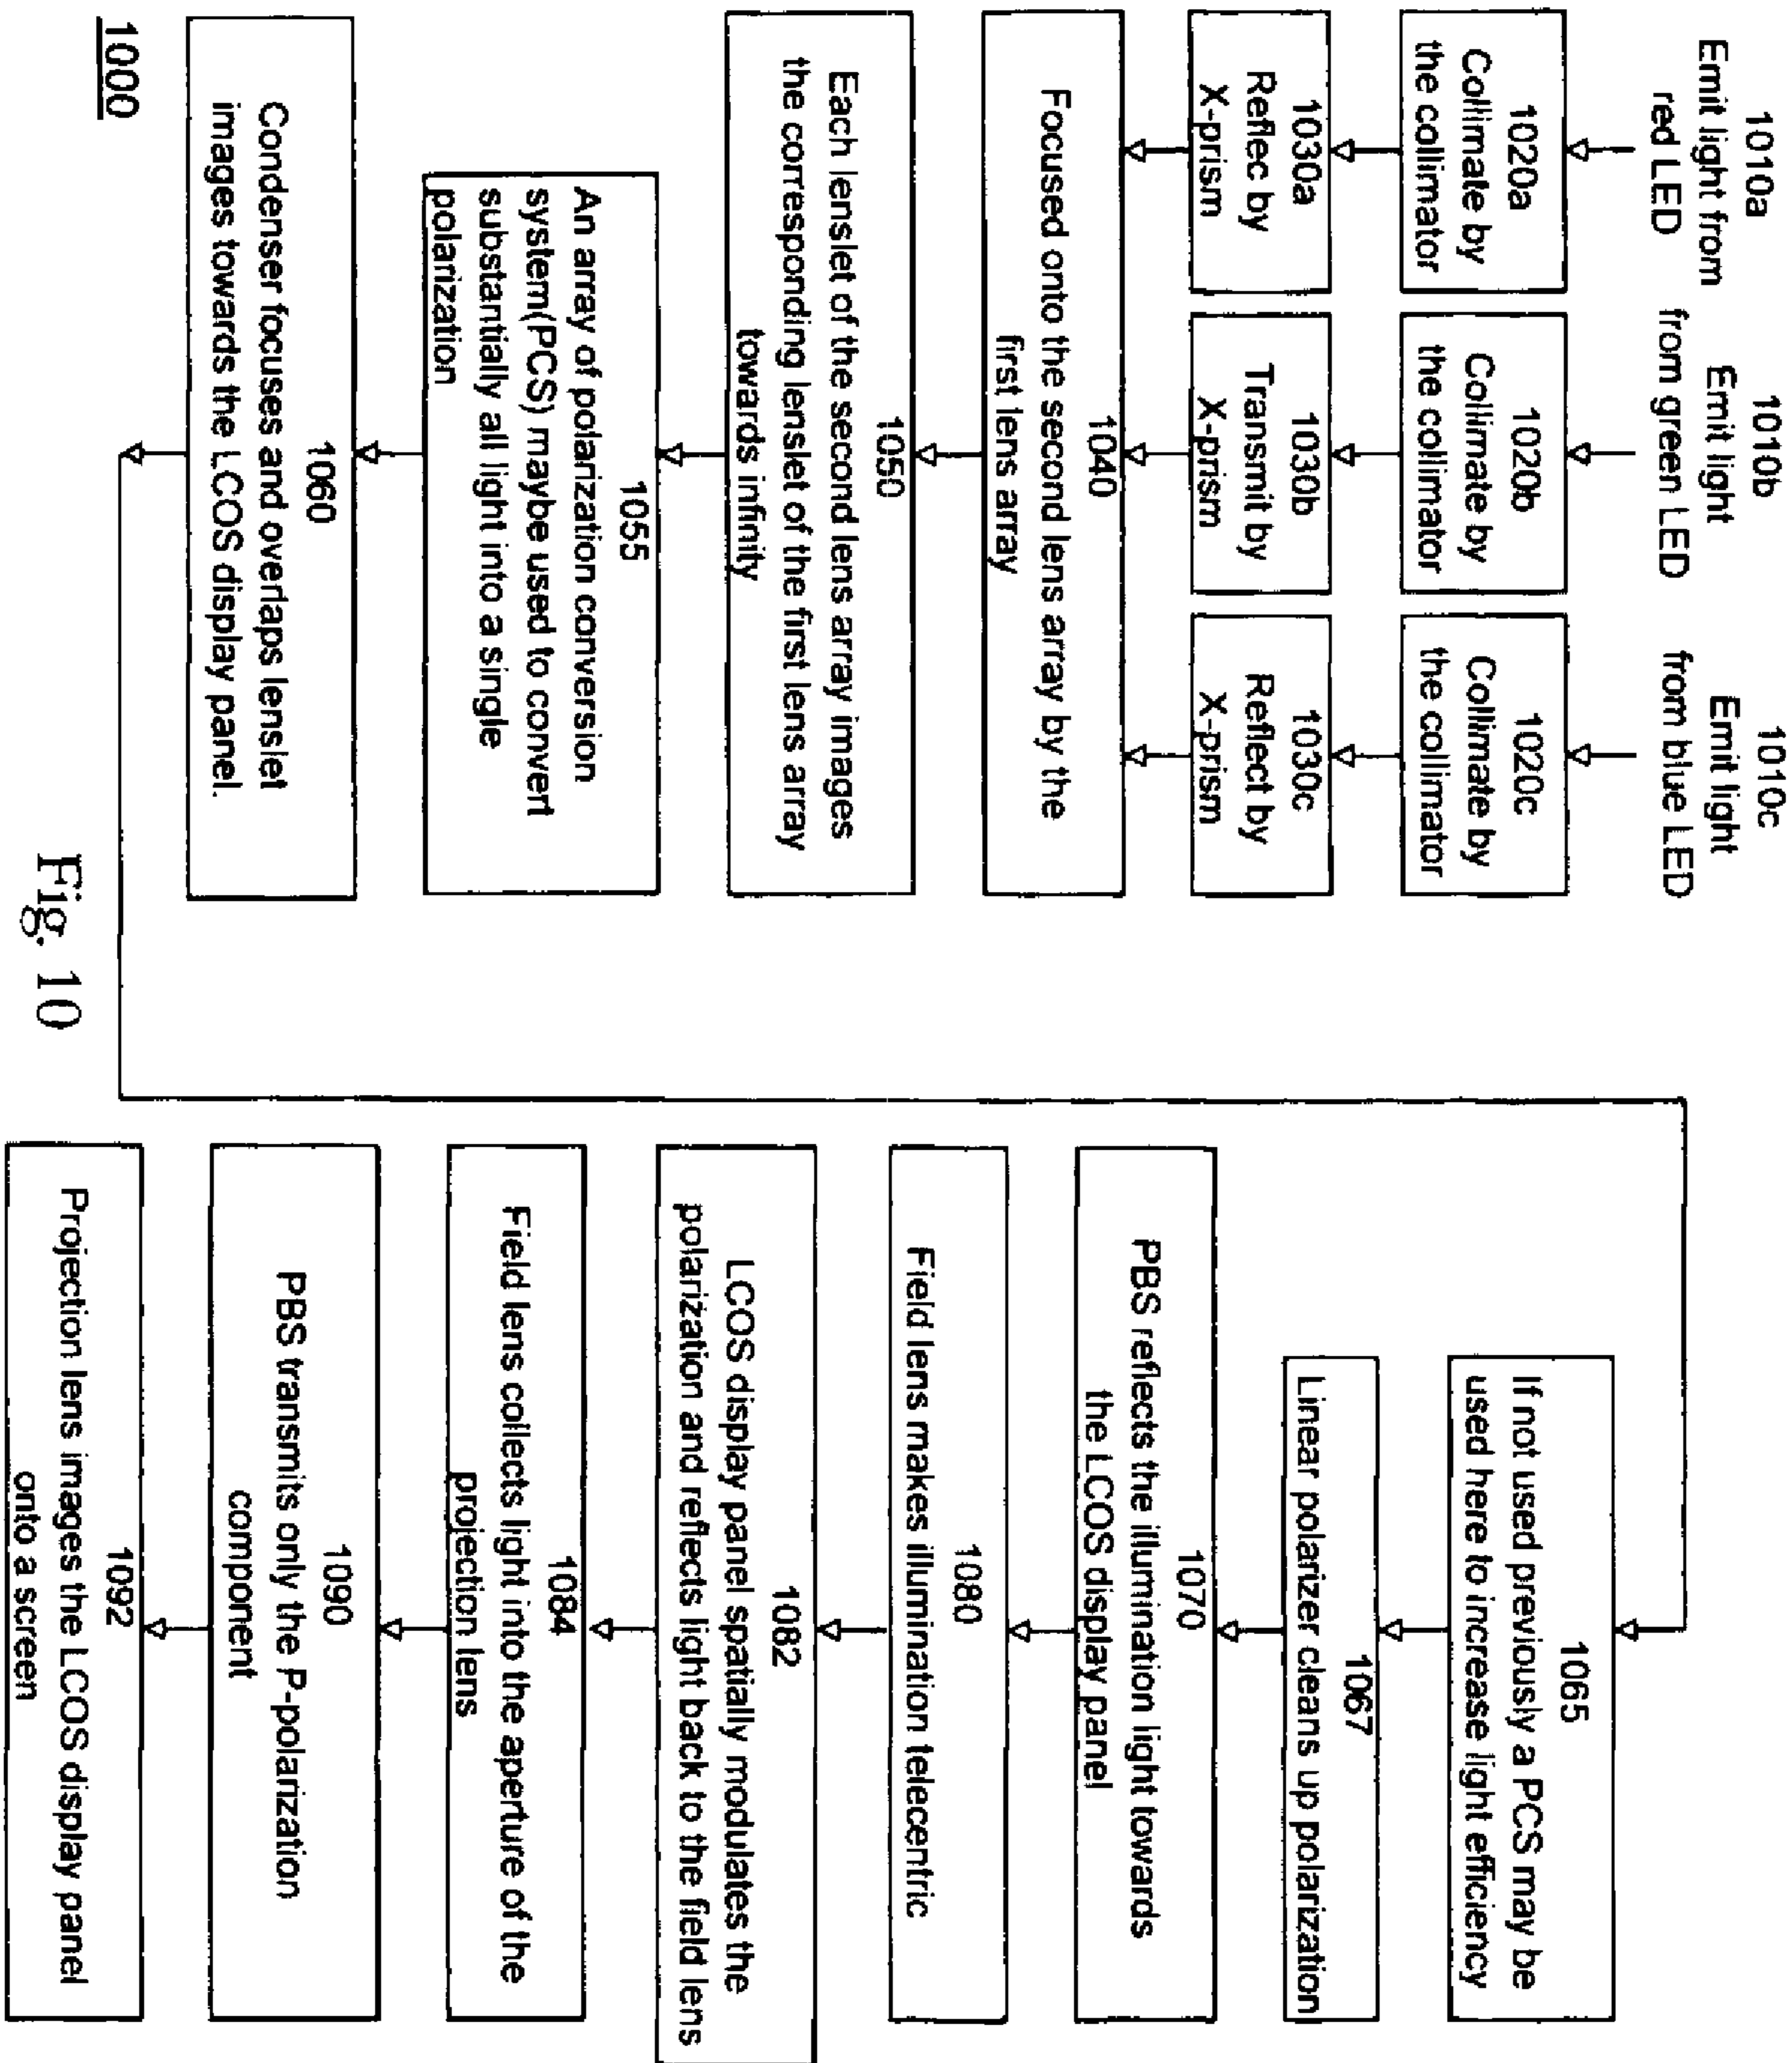 1010a
Emit light from
red LED
1010b
Emit light
from green LED
1010c
Emit light
from blue LED
1020a
Collimate by
the collimator
1020b
Collimate by
the collimator
1020c
Collimate by
the collimator
1030a
Reflec by
X-prism
1030b
Transmit by
X-prism
1030c
Reflect by
X-prism
1040
Focused onto the second lens array by the
first lens array
1050
Each lenslet of the second lens array images
the corresponding lenslet of the first lens array
towards infinity
1055
An array of polarization conversion
system(PCS) maybe used to convert
substantially all light into a single
polarization
1060
Condenser focuses and overlaps lenslet
images towards the LCOS display panel.
1000
1065
If not used previously a PCS may be
used here to increase light efficiency
1067
Linear polarizer cleans up polarization
1070
PBS reflects the illumination light towards
the LCOS display panel
1080
Field lens makes illumination telecentric
1082
LCOS display panel spatially modulates the
polarization and reflects light back to the field lens
1084
Field lens collects light into the aperture of the
projection lens
1090
PBS transmits only the P-polarization
component
1092
Projection lens images the LCOS display panel
onto a screen
Fig. 10